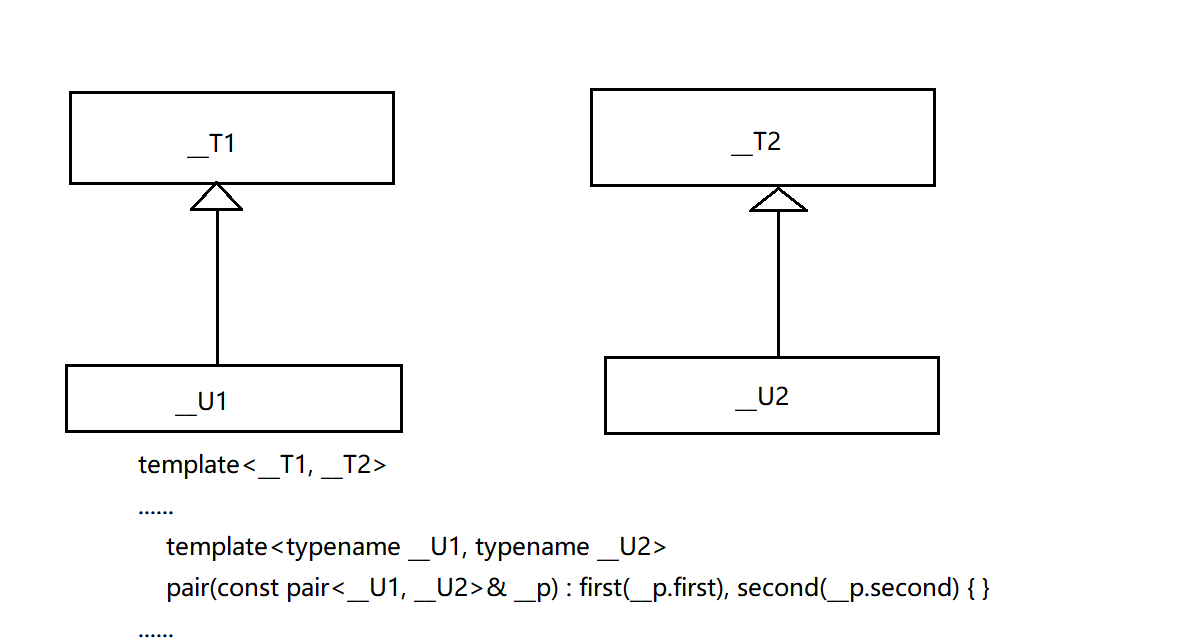 __T1
__T2
__U1
__U2
template<__T1, __T2>
......
template<typename __U1, typename __U2>
pair(const pair<__U1, __U2>& __p) : first(__p.first), second(__p.second) { }
......